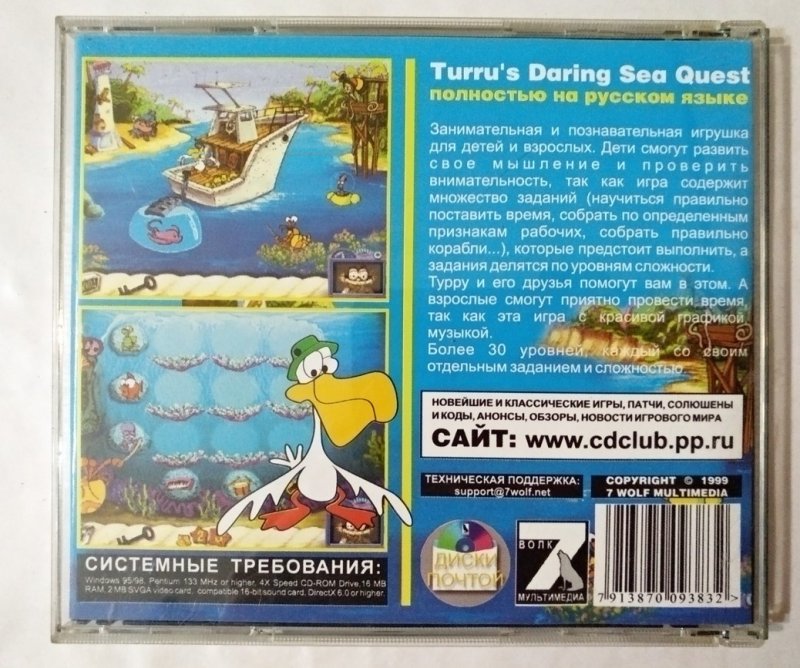 Turru's Daring Sea Quest
полностью на русском языке
Занимательная и познавательная игрушка
для детей и взрослых. Дети смогут развить
свое мышление и проверить
внимательность, так как игра содержит
множество заданий (научиться правильно
поставить время, собрать по определенным
признакам рабочих, собрать правильно
корабли...), которые предстоит выполнить, а
задания делятся по уровням сложности.
Турру и его друзья помогут вам в этом. А
взрослые смогут приятно провести время,
так как эта игра с красивой графикой,
музыкой.
Более 30 уровней, каждый со своим
отдельным заданием и сложностью.
НОВЕЙШИЕ И КЛАССИЧЕСКИЕ ИГРЫ, ПАТЧИ, СОЛЮШЕНЫ
И КОДЫ, АНОНСЫ, ОБЗОРЫ, НОВОСТИ ИГРОВОГО МИРА
САЙТ: www.cdclub.pp.ru
ТЕХНИЧЕСКАЯ ПОДДЕРЖКА:
support@7wolf.net
COPYRIGHT © 1999
7 WOLF MULTIMEDIA
СИСТЕМНЫЕ ТРЕБОВАНИЯ:
Windows 95/98, Pentium 133 MHz or higher, 4X Speed CD-ROM Drive,16 MB
RAM, 2 MB SVGA video card, compatible 16-bit sound card, DirectX 6.0 or higher.
ДИСКИ
ПОЧТОЙ
ВОЛК
7
МУЛЬТИМЕДИА
7 913870 093832 >